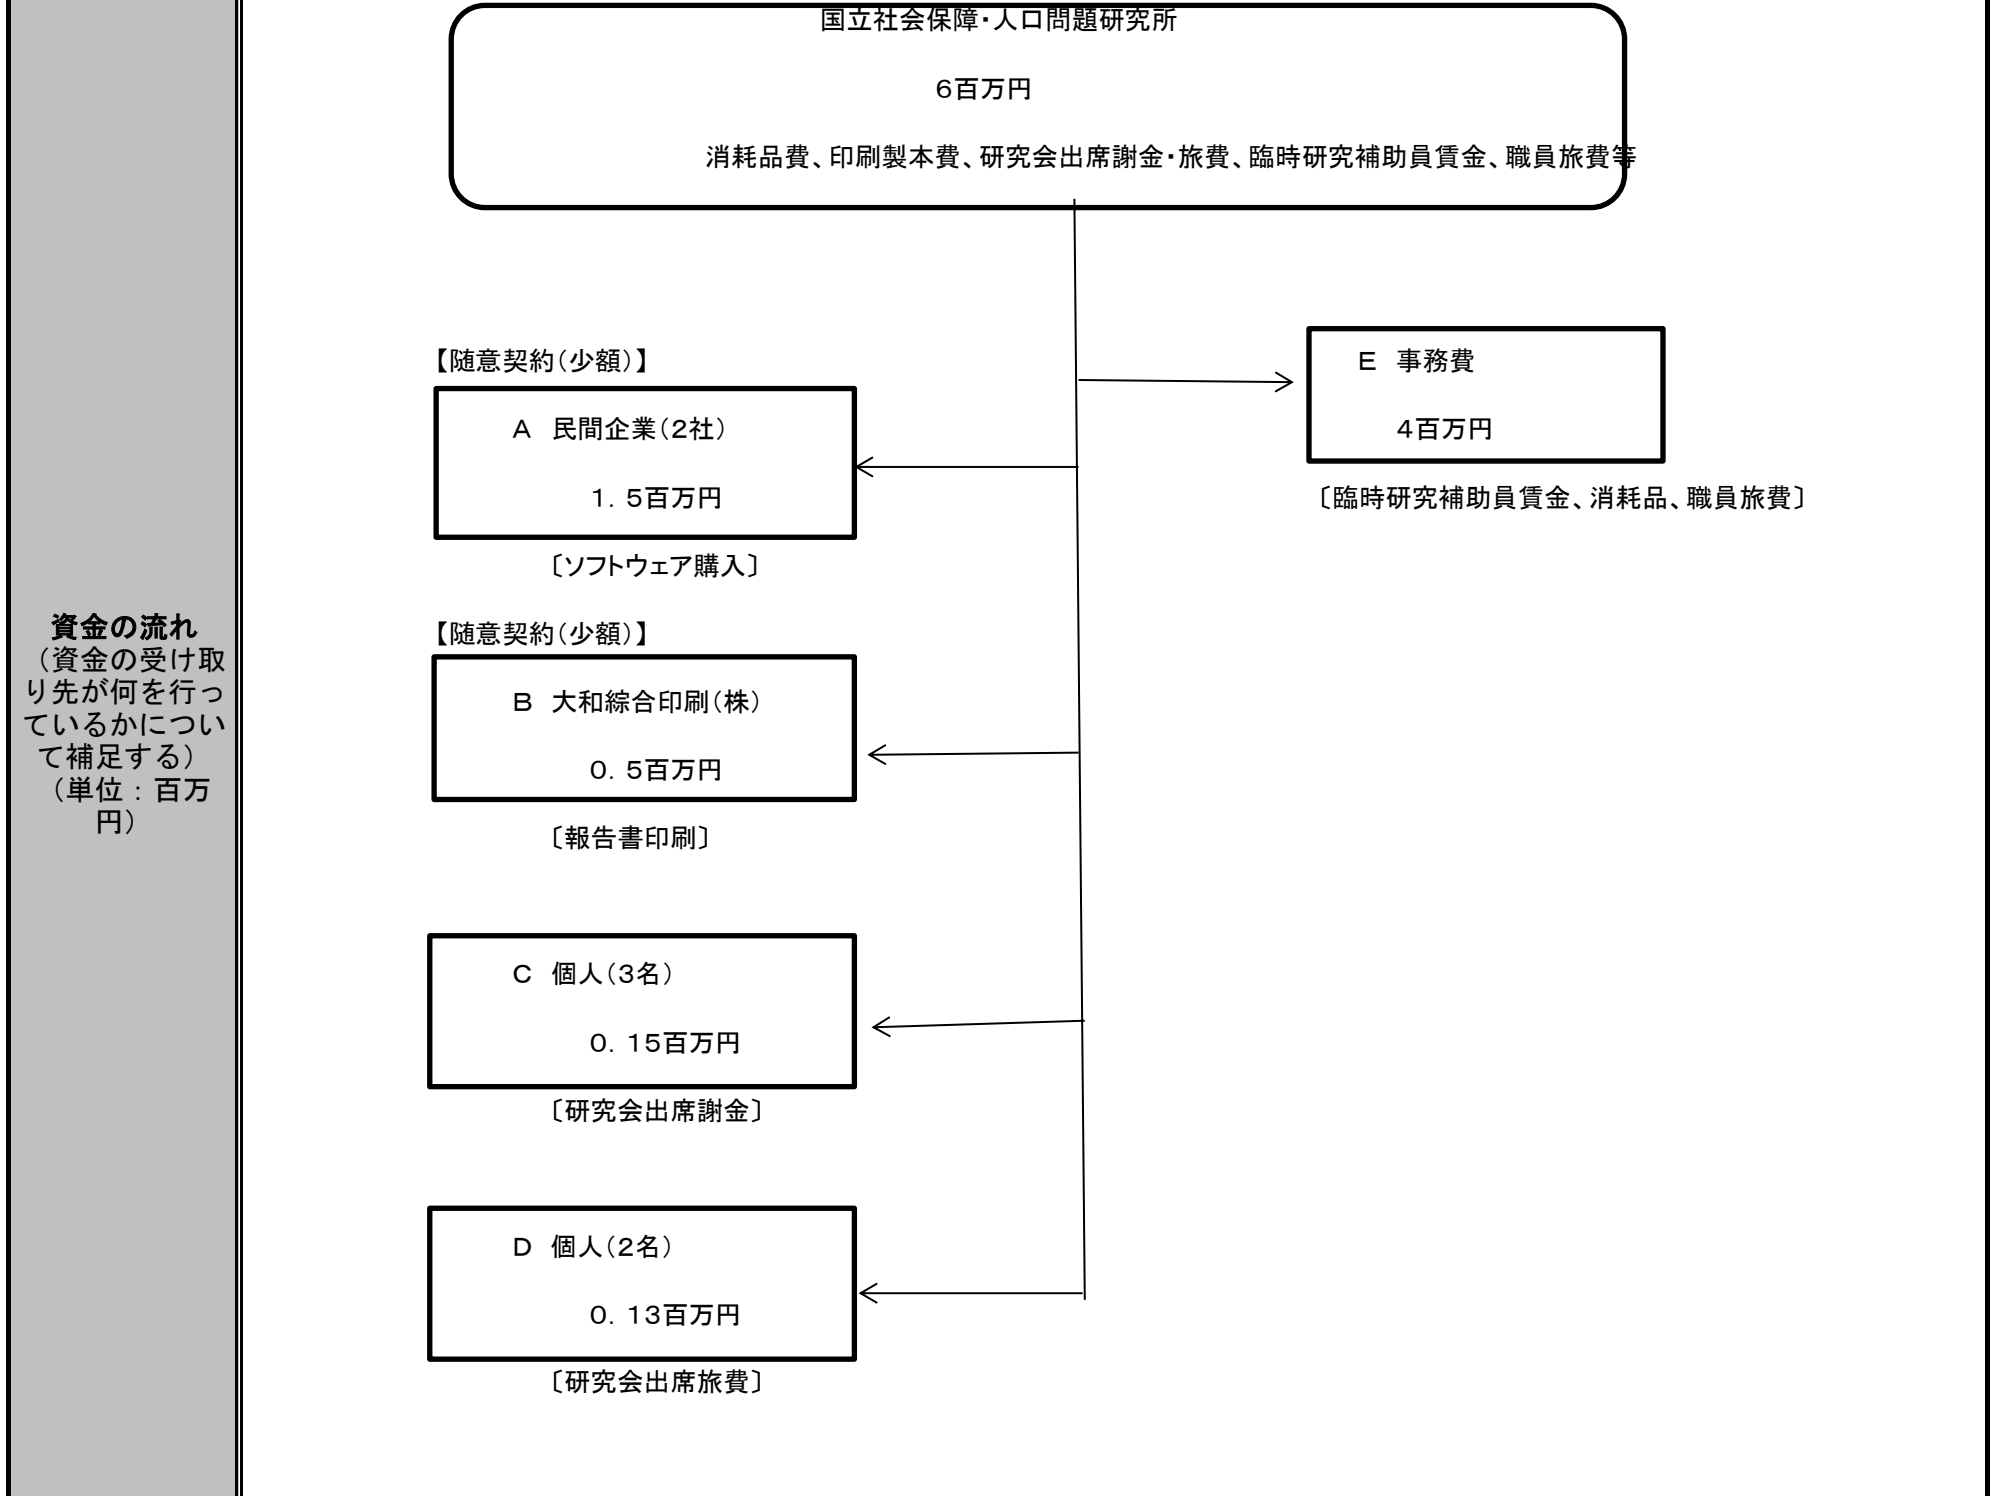 国立社会保障・人口問題研究所
6百万円
消耗品費、印刷製本費、研究会出席謝金・旅費、臨時研究補助員賃金、職員旅費等
【随意契約（少額）】
A　民間企業（2社）
1．5百万円
〔ソフトウェア購入〕
E　事務費
4百万円
〔臨時研究補助員賃金、消耗品、職員旅費〕
資金の流れ
（資金の受け取
り先が何を行っ
ているかについ
て補足する）
（単位：百万
円）
【随意契約（少額）】
B　大和綜合印刷（株）
0．5百万円
〔報告書印刷〕
C　個人（3名）
0．15百万円
〔研究会出席謝金〕
D　個人（2名）
0．13百万円
〔研究会出席旅費〕